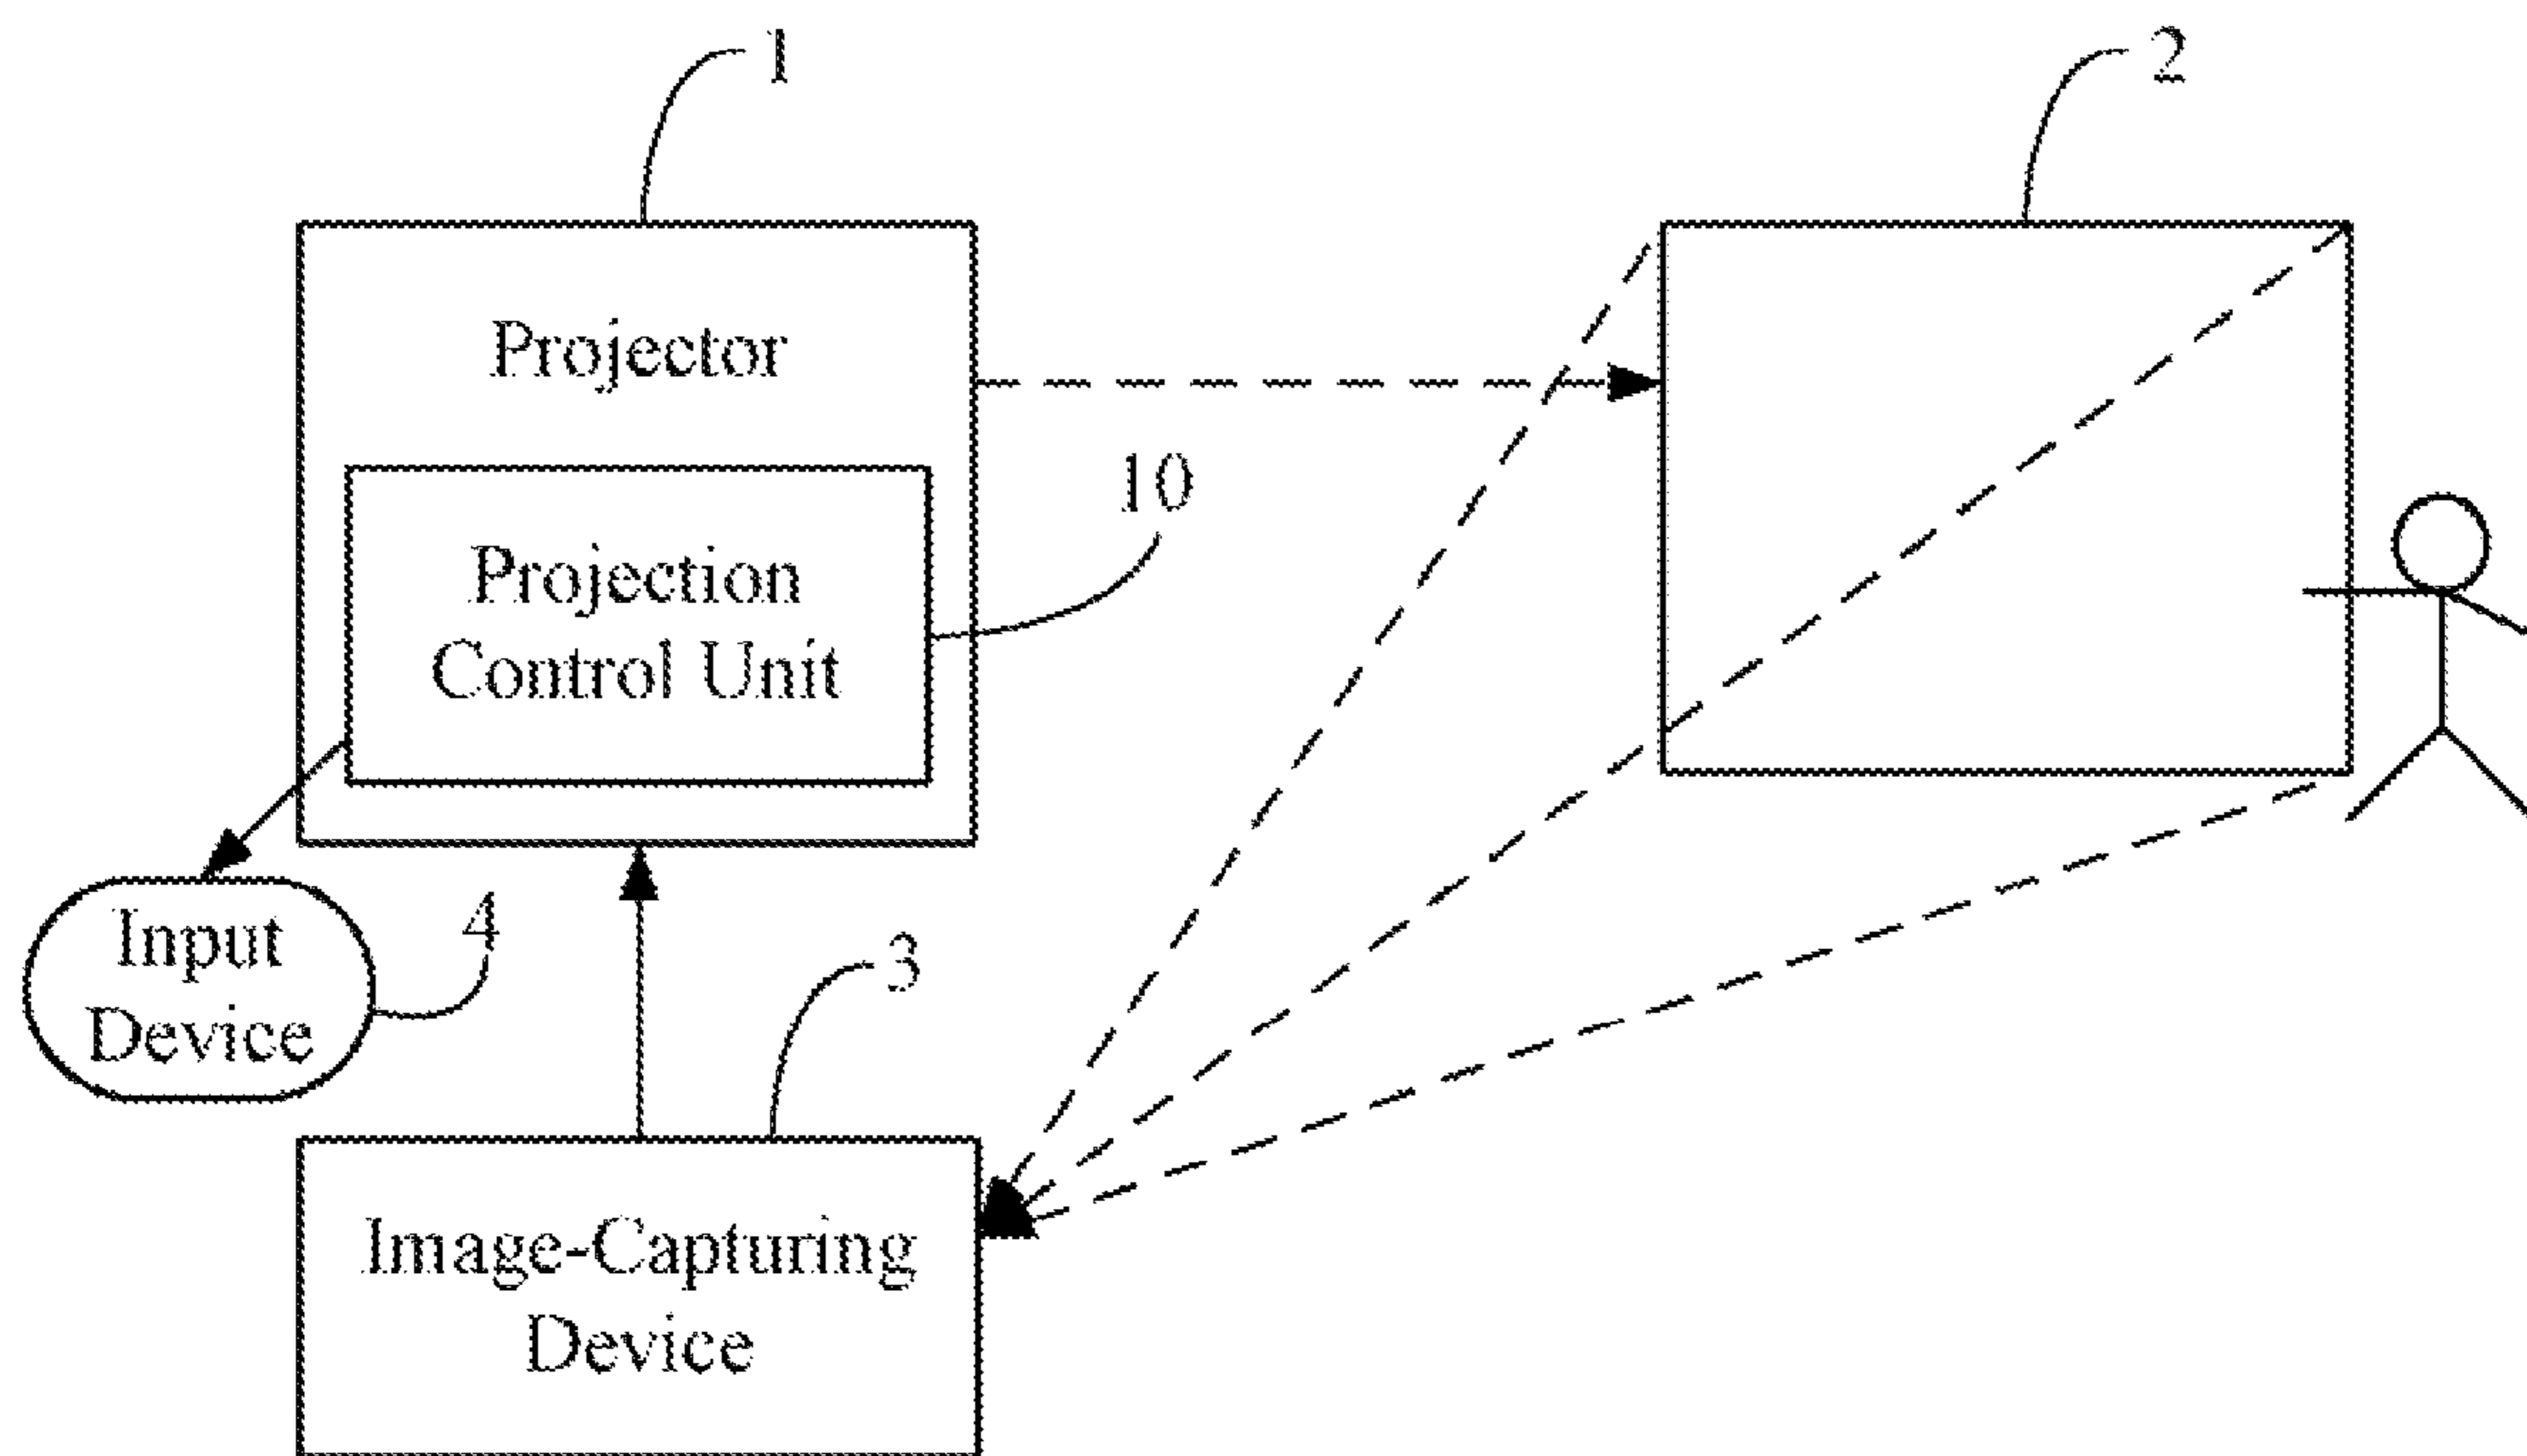 1
2
Projector
10
Projection
Control Unit
4
Input
Device
3
Image-Capturing
Device